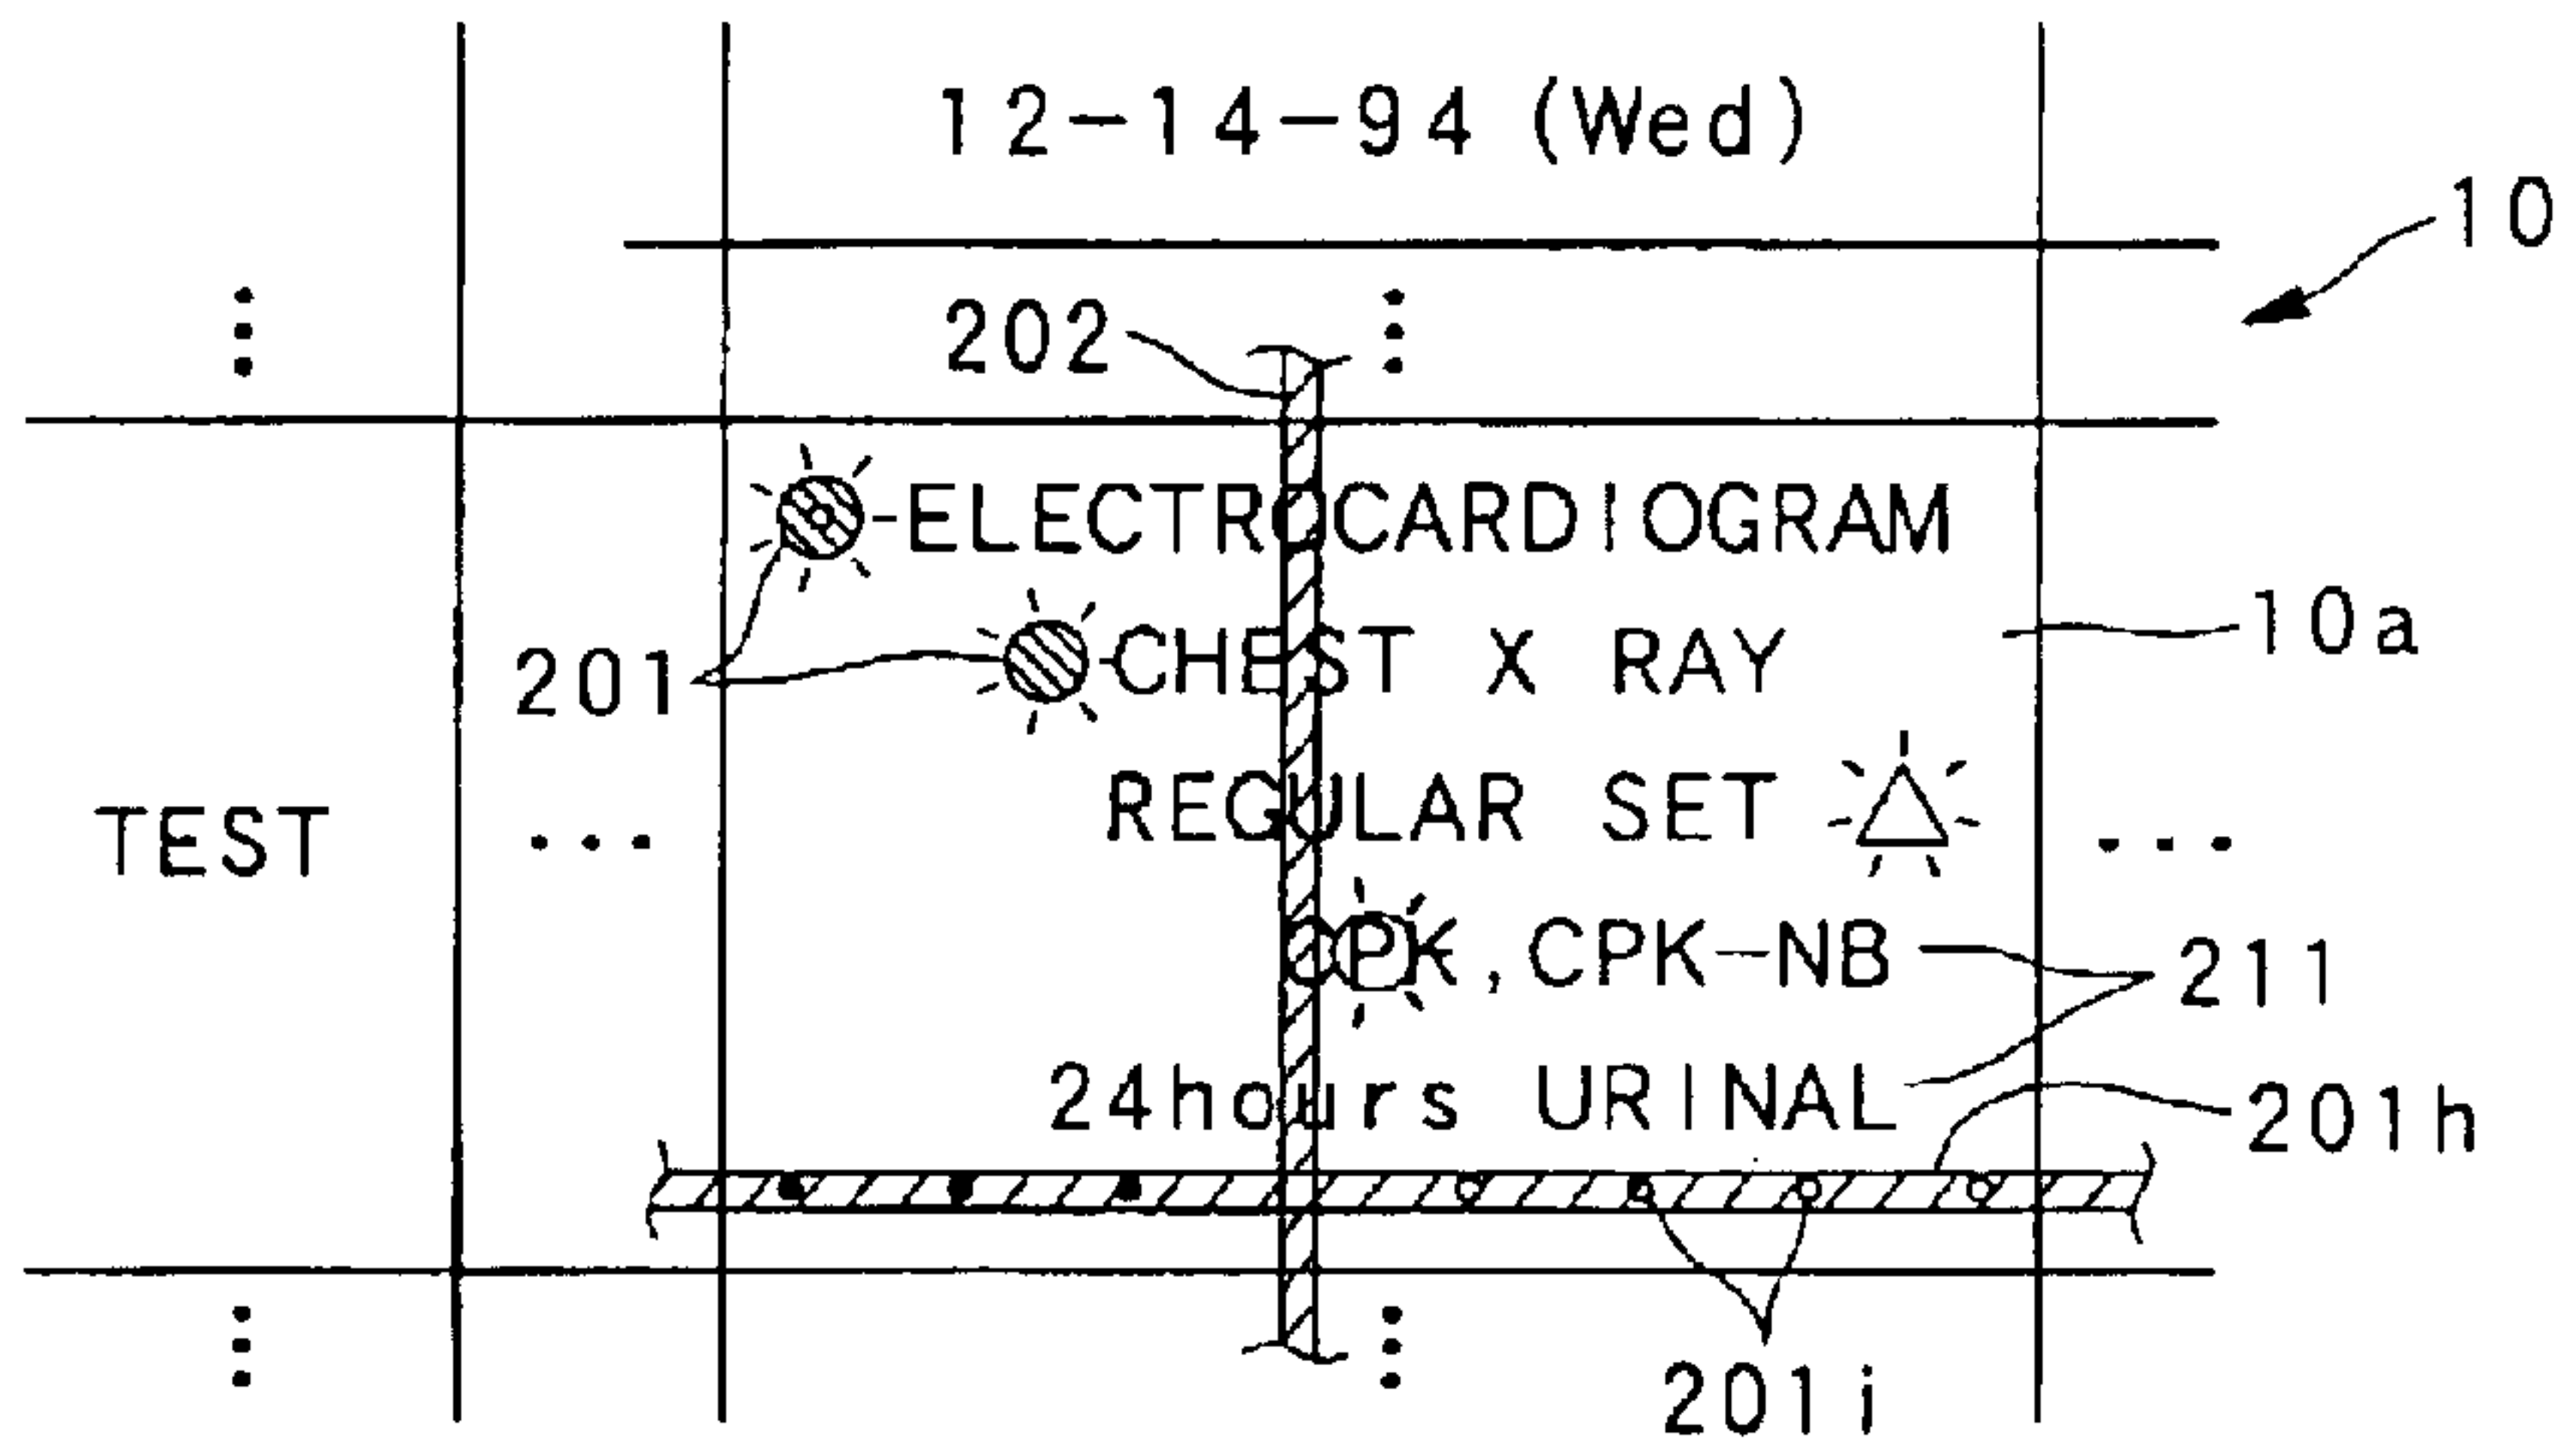 12-14-94 (Wed)
10
202
-ELECTROCARDIOGRAM
201
-CHEST X RAY
10a
TEST
REGULAR SET
CPK, CPK-NB
211
24hours URINAL
201h
201i